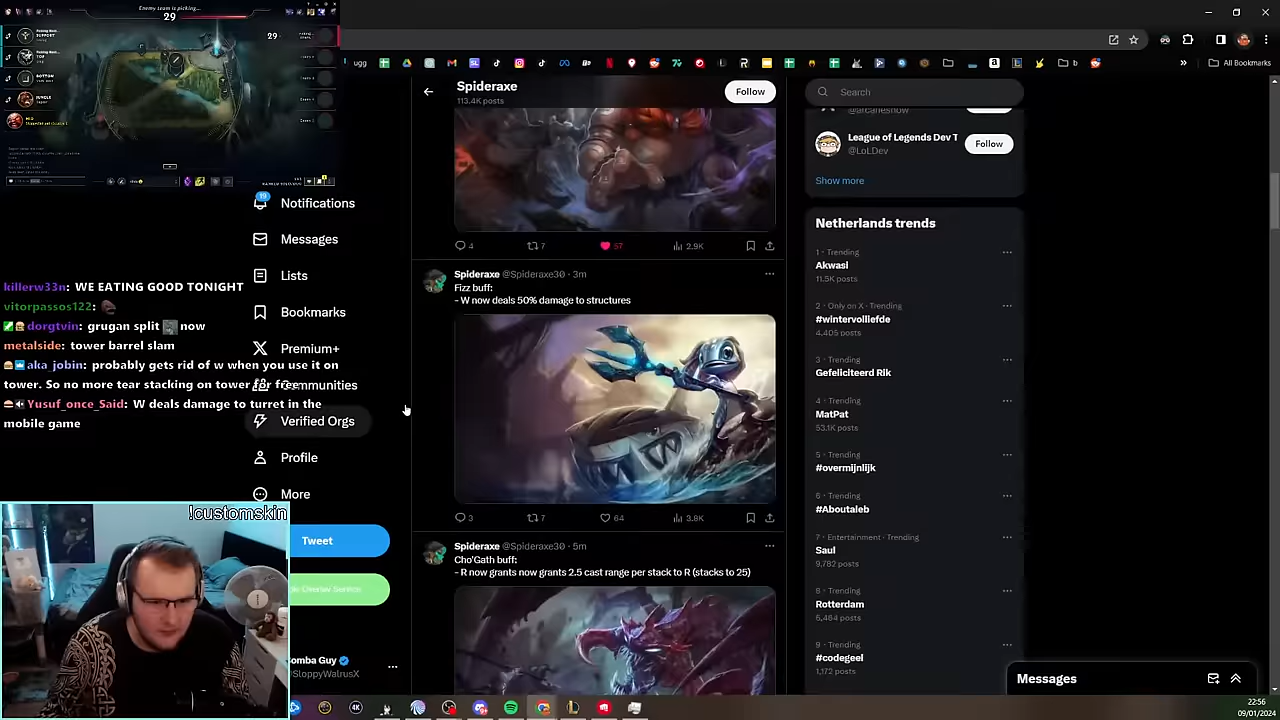 Enemy team is picking...
29
29
ugg
All Bookmarks
Spideraxe
113.4K posts
Follow
Search
@arcaneshow
League of Legends Dev T
@LoLDev
Follow
Show more
19
Notifications
Messages
Lists
Bookmarks
Premium+
Communities
Verified Orgs
Profile
More
Tweet
killerw33n: WE EATING GOOD TONIGHT
vitorpassos122:
dorgtvin: grugan split now
metalside: tower barrel slam
aka_jobin: probably gets rid of w when you use it on
tower. So no more tear stacking on tower for free
Yusuf_once_Said: W deals damage to turret in the
mobile game
!customskin
omba Guy
SloppyWalrusX
4
7
57
2.9K
Spideraxe @Spideraxe30 · 3m
Fizz buff:
- W now deals 50% damage to structures
3
7
64
3.8K
Spideraxe @Spideraxe30 · 5m
Cho'Gath buff:
- R now grants now grants 2.5 cast range per stack to R (stacks to 25)
Netherlands trends
1 · Trending
Akwasi
11.5K posts
2 · Only on X · Trending
#wintervolliefde
4,405 posts
3 · Trending
Gefeliciteerd Rik
4 · Trending
MatPat
53.1K posts
5 · Trending
#overmijnlijk
6 · Trending
#Aboutaleb
7 · Entertainment · Trending
Saul
9,782 posts
8 · Trending
Rotterdam
5,464 posts
9 · Trending
#codegeel
1,172 posts
Messages
22:56
09/01/2024